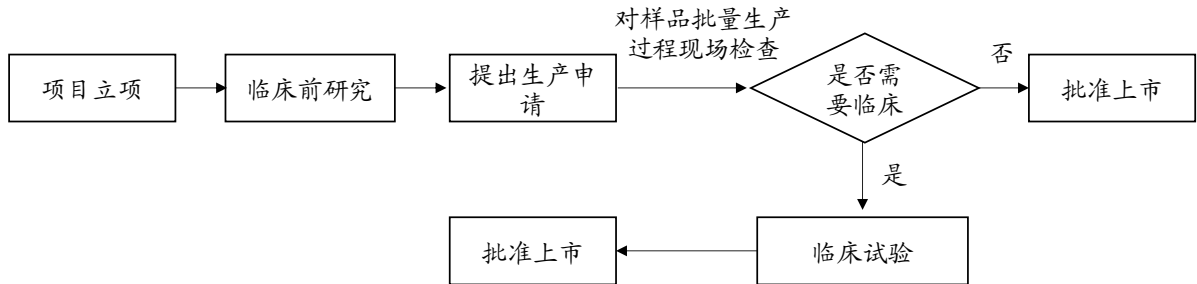 对样品批量生产
过程现场检查
项目立项
临床前研究
提出生产申
请
是否需
要临床
否
批准上市
是
批准上市
临床试验